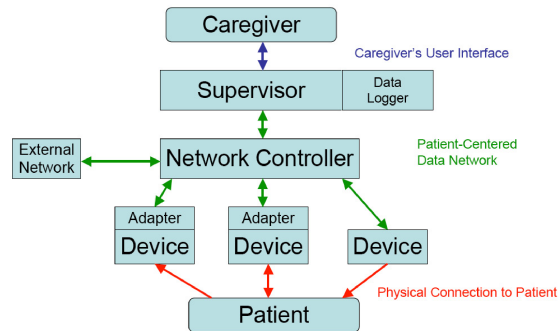 Caregiver
Caregiver's User Interface
Supervisor
Data
Logger
External
Network
Network Controller
Patient-Centered
Data Network
Adapter
Device
Adapter
Device
Device
Physical Connection to Patient
Patient